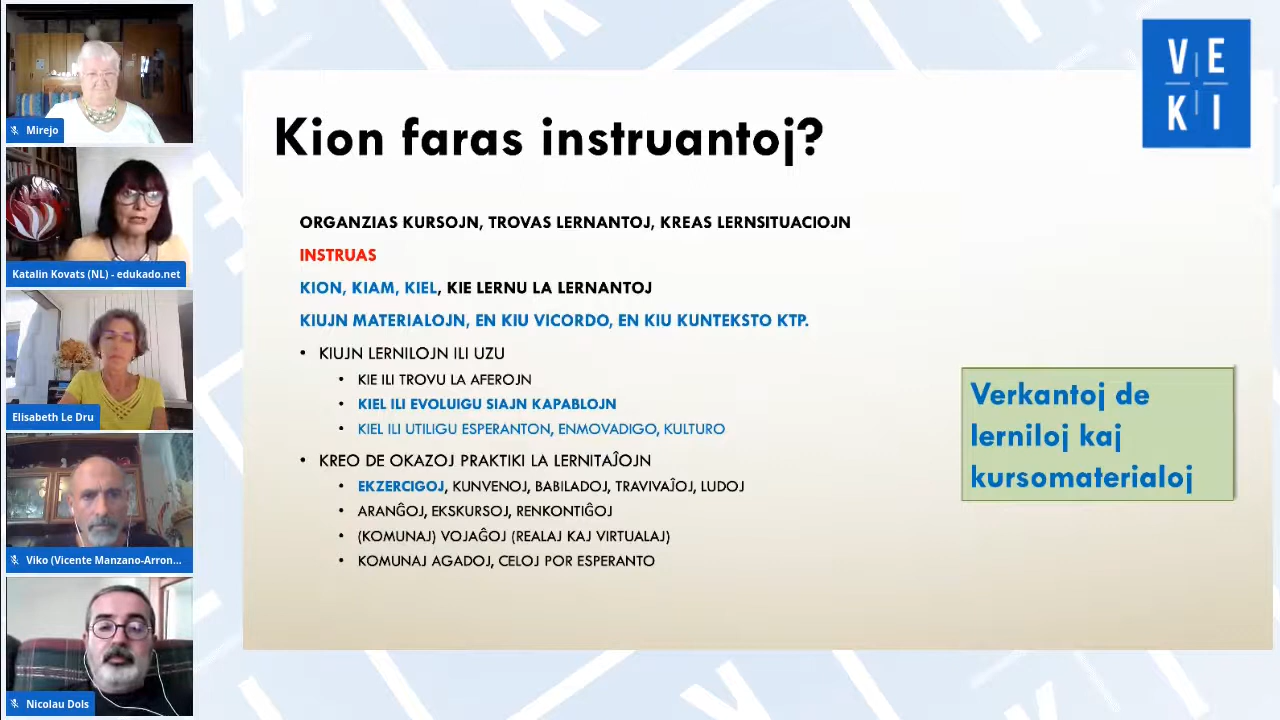 Mirejo
Katalin Kovats (NL) - edukado.net
Elisabeth Le Dru
Viko (Vicente Manzano-Arron...
Nicolau Dols
VE
KI
Kion faras instruantoj?
ORGANZIAS KURSOJN, TROVAS LERNANTOJ, KREAS LERNSITUACIOJN
INSTRUAS
KION, KIAM, KIEL, KIE LERNU LA LERNANTOJ
KIUJN MATERIALOJN, EN KIU VICORDO, EN KIU KUNTEKSTO KTP.
• KIUJN LERNILOJN ILI UZU
• KIE ILI TROVU LA AFEROJN
• KIEL ILI EVOLUIGU SIAJN KAPABLOJN
• KIEL ILI UTILIGU ESPERANTON, ENMOVADIGO, KULTURO
• KREO DE OKAZOJ PRAKTIKI LA LERNITAĴOJN
• EKZERCIGOJ, KUNVENOJ, BABILADOJ, TRAVIVAĴOJ, LUDOJ
• ARANĜOJ, EKSKURSOJ, RENKONTIĜOJ
• (KOMUNAJ) VOJAĜOJ (REALAJ KAJ VIRTUALAJ)
• KOMUNAJ AGADOJ, CELOJ POR ESPERANTO
Verkantoj de
lerniloj kaj
kursomaterialoj